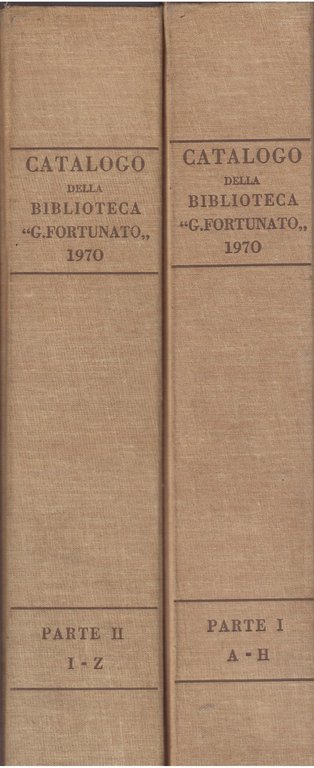 CATALOGO
DELLA
BIBLIOTECA
“G.FORTUNATO„
1970
PARTE II
I - Z
CATALOGO
DELLA
BIBLIOTECA
“G.FORTUNATO„
1970
PARTE I
A - H